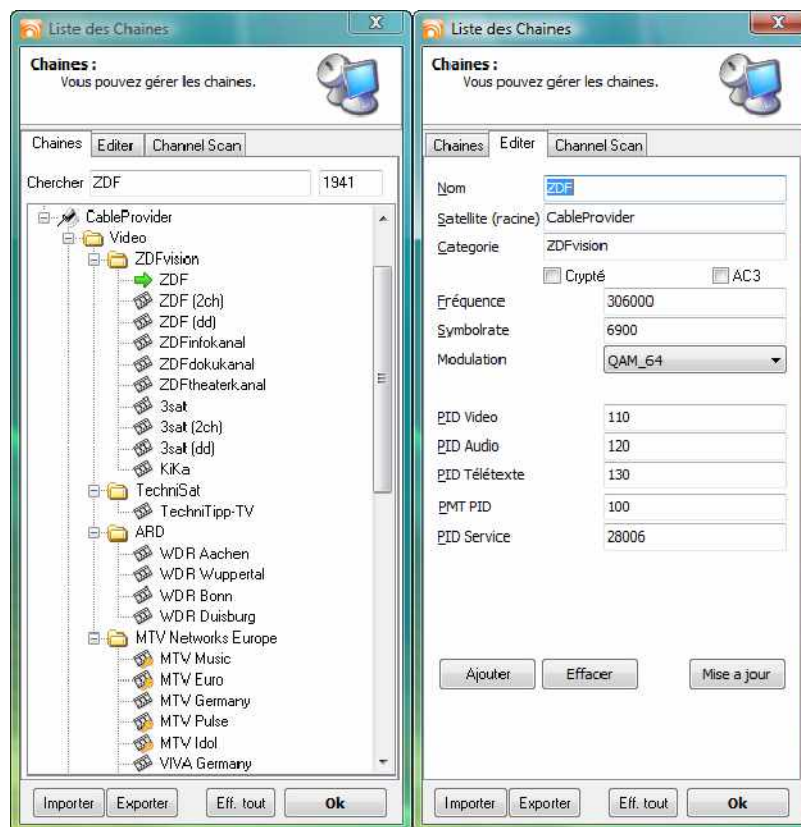 Liste des Chaines
Chaines :
Vous pouvez gérer les chaines.
Chaines Editer Channel Scan
Chercher ZDF 1941
CableProvider
Video
ZDFvision
ZDF
ZDF (2ch)
ZDF (dd)
ZDFinfokanal
ZDFdokukanal
ZDFtheaterkanal
3sat
3sat (2ch)
3sat (dd)
KiKa
TechniSat
TechniTipp-TV
ARD
WDR Aachen
WDR Wuppertal
WDR Bonn
WDR Duisburg
MTV Networks Europe
MTV Music
MTV Euro
MTV Germany
MTV Pulse
MTV Idol
VIVA Germany
Importer Exporter Eff. tout Ok
Liste des Chaines
Chaines :
Vous pouvez gérer les chaines.
Chaines Editer Channel Scan
Nom ZDF
Satellite (racine) CableProvider
Categorie ZDFvision
Crypté AC3
Fréquence 306000
Symbolrate 6900
Modulation QAM_64
PID Video 110
PID Audio 120
PID Télétexte 130
PMT PID 100
PID Service 28006
Ajouter Effacer Mise a jour
Importer Exporter Eff. tout Ok